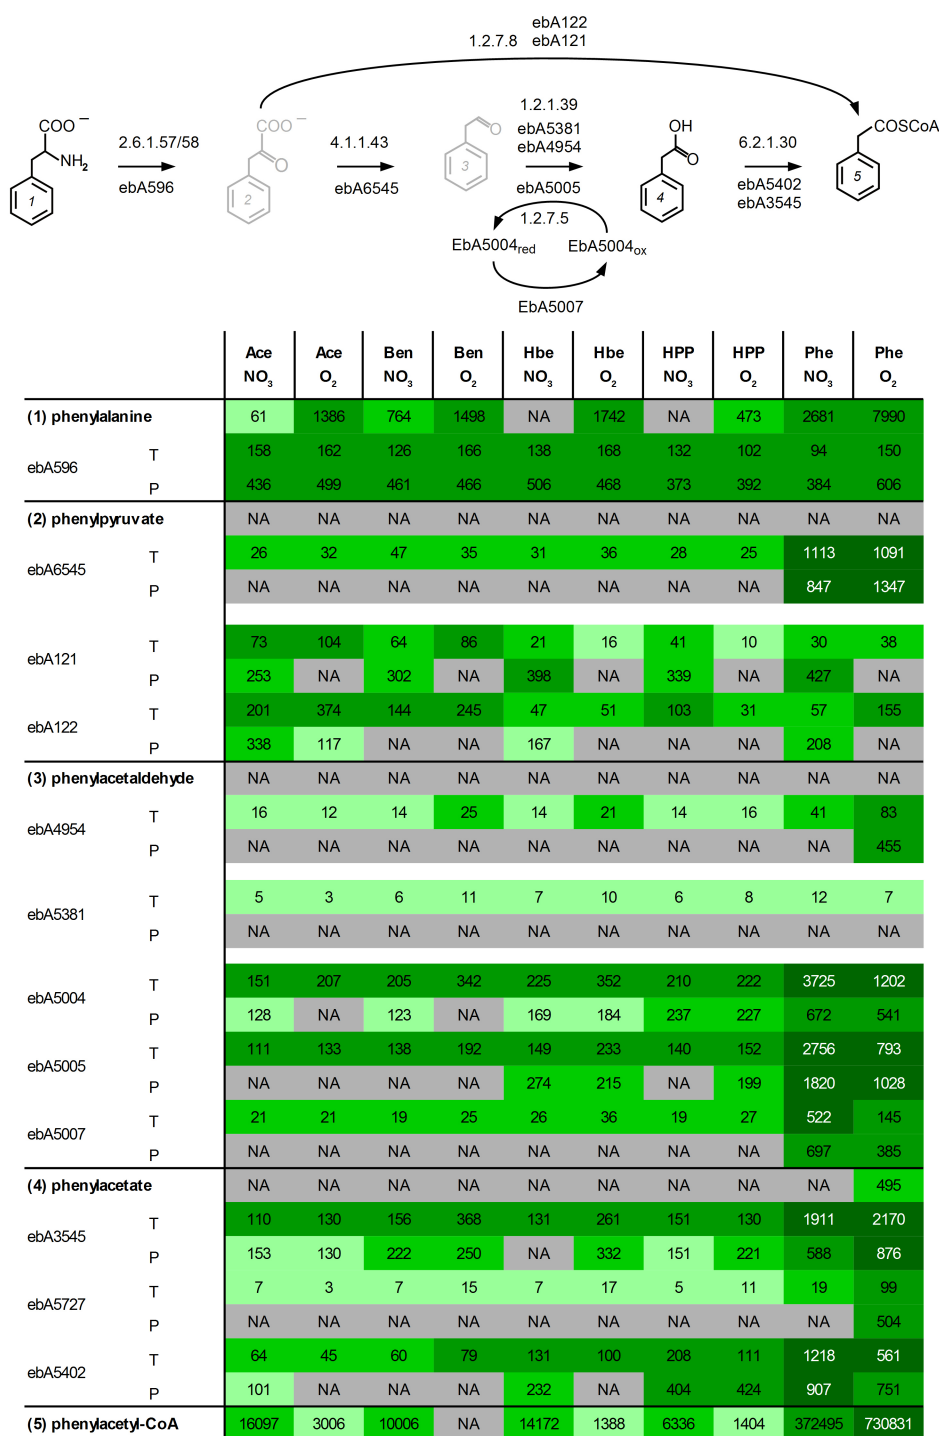 ebA122
1.2.7.8 ebA121
1.2.1.39
COO −
2.6.1.57/58
NH2
1
ebA596
COO −
O
2
4.1.1.43
ebA6545
O
3
ebA5381
ebA4954
ebA5005
1.2.7.5
EbA5004red
EbA5004ox
EbA5007
OH
O
4
6.2.1.30
ebA5402
ebA3545
COSCoA
5
Ace Ace Ben Ben Hbe Hbe HPP HPP Phe Phe
NO3 O2 NO3 O2 NO3 O2 NO3 O2 NO3 O2
(1) phenylalanine 61 1386 764 1498 NA 1742 NA 473 2681 7990
ebA596
T 158 162 126 166 138 168 132 102 94 150
P 436 499 461 466 506 468 373 392 384 606
(2) phenylpyruvate NA NA NA NA NA NA NA NA NA NA
ebA6545
T 26 32 47 35 31 36 28 25 1113 1091
P NA NA NA NA NA NA NA NA 847 1347
ebA121
T 73 104 64 86 21 16 41 10 30 38
P 253 NA 302 NA 398 NA 339 NA 427 NA
ebA122
T 201 374 144 245 47 51 103 31 57 155
P 338 117 NA NA 167 NA NA NA 208 NA
(3) phenylacetaldehyde NA NA NA NA NA NA NA NA NA NA
ebA4954
T 16 12 14 25 14 21 14 16 41 83
P NA NA NA NA NA NA NA NA NA 455
ebA5381
T 5 3 6 11 7 10 6 8 12 7
P NA NA NA NA NA NA NA NA NA NA
ebA5004
T 151 207 205 342 225 352 210 222 3725 1202
P 128 NA 123 NA 169 184 237 227 672 541
ebA5005
T 111 133 138 192 149 233 140 152 2756 793
P NA NA NA NA 274 215 NA 199 1820 1028
ebA5007
T 21 21 19 25 26 36 19 27 522 145
P NA NA NA NA NA NA NA NA 697 385
(4) phenylacetate NA NA NA NA NA NA NA NA NA 495
ebA3545
T 110 130 156 368 131 261 151 130 1911 2170
P 153 130 222 250 NA 332 151 221 588 876
ebA5727
T 7 3 7 15 7 17 5 11 19 99
P NA NA NA NA NA NA NA NA NA 504
ebA5402
T 64 45 60 79 131 100 208 111 1218 561
P 101 NA NA NA 232 NA 404 424 907 751
(5) phenylacetyl-CoA 16097 3006 10006 NA 14172 1388 6336 1404 372495 730831